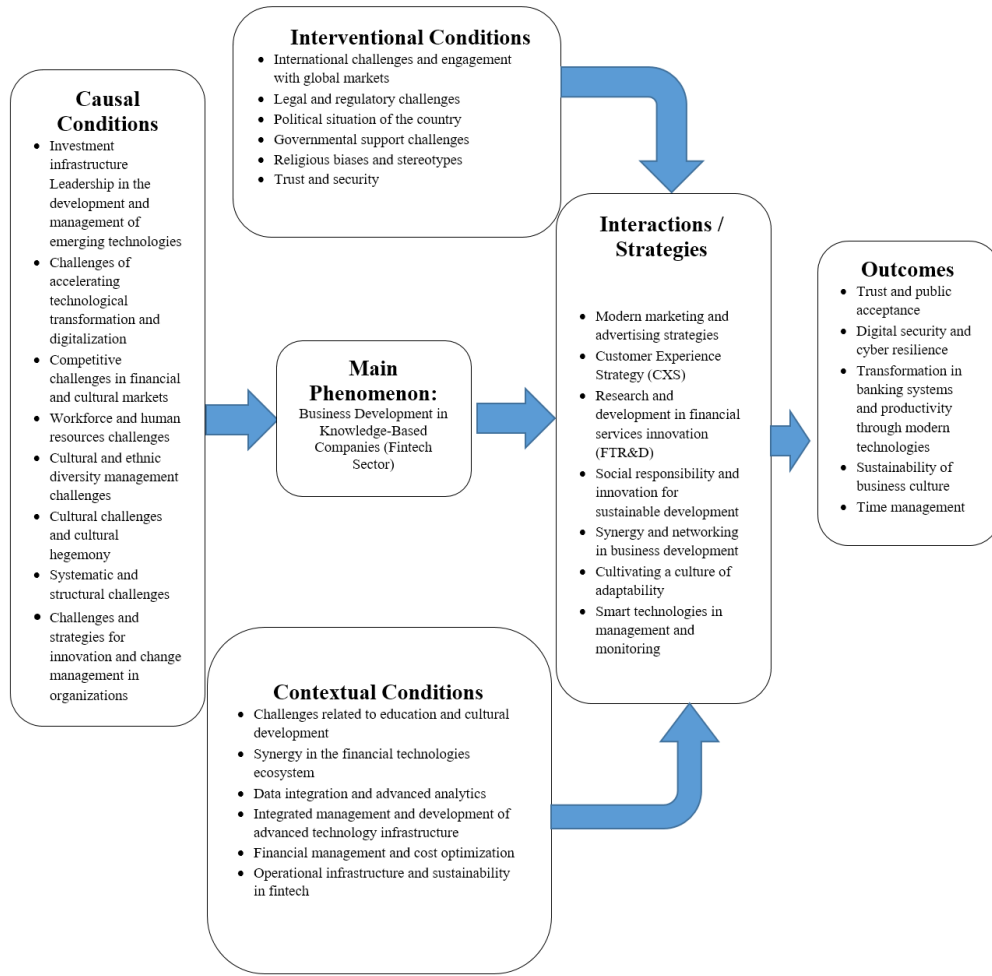 Interventional Conditions
• International challenges and engagement
with global markets
• Legal and regulatory challenges
• Political situation of the country
• Governmental support challenges
• Religious biases and stereotypes
• Trust and security
Causal
Conditions
• Investment
infrastructure
Leadership in the
development and
management of
emerging technologies
• Challenges of
accelerating
technological
transformation and
digitalization
• Competitive
challenges in financial
and cultural markets
• Workforce and human
resources challenges
• Cultural and ethnic
diversity management
challenges
• Cultural challenges
and cultural
hegemony
• Systematic and
structural challenges
• Challenges and
strategies for
innovation and change
management in
organizations
Main
Phenomenon:
Business Development in
Knowledge-Based
Companies (Fintech
Sector)
Contextual Conditions
• Challenges related to education and cultural
development
• Synergy in the financial technologies
ecosystem
• Data integration and advanced analytics
• Integrated management and development of
advanced technology infrastructure
• Financial management and cost optimization
• Operational infrastructure and sustainability
in fintech
Interactions /
Strategies
• Modern marketing and
advertising strategies
• Customer Experience
Strategy (CXS)
• Research and
development in financial
services innovation
(FTR&D)
• Social responsibility and
innovation for
sustainable development
• Synergy and networking
in business development
• Cultivating a culture of
adaptability
• Smart technologies in
management and
monitoring
Outcomes
• Trust and public
acceptance
• Digital security and
cyber resilience
• Transformation in
banking systems
and productivity
through modern
technologies
• Sustainability of
business culture
• Time management